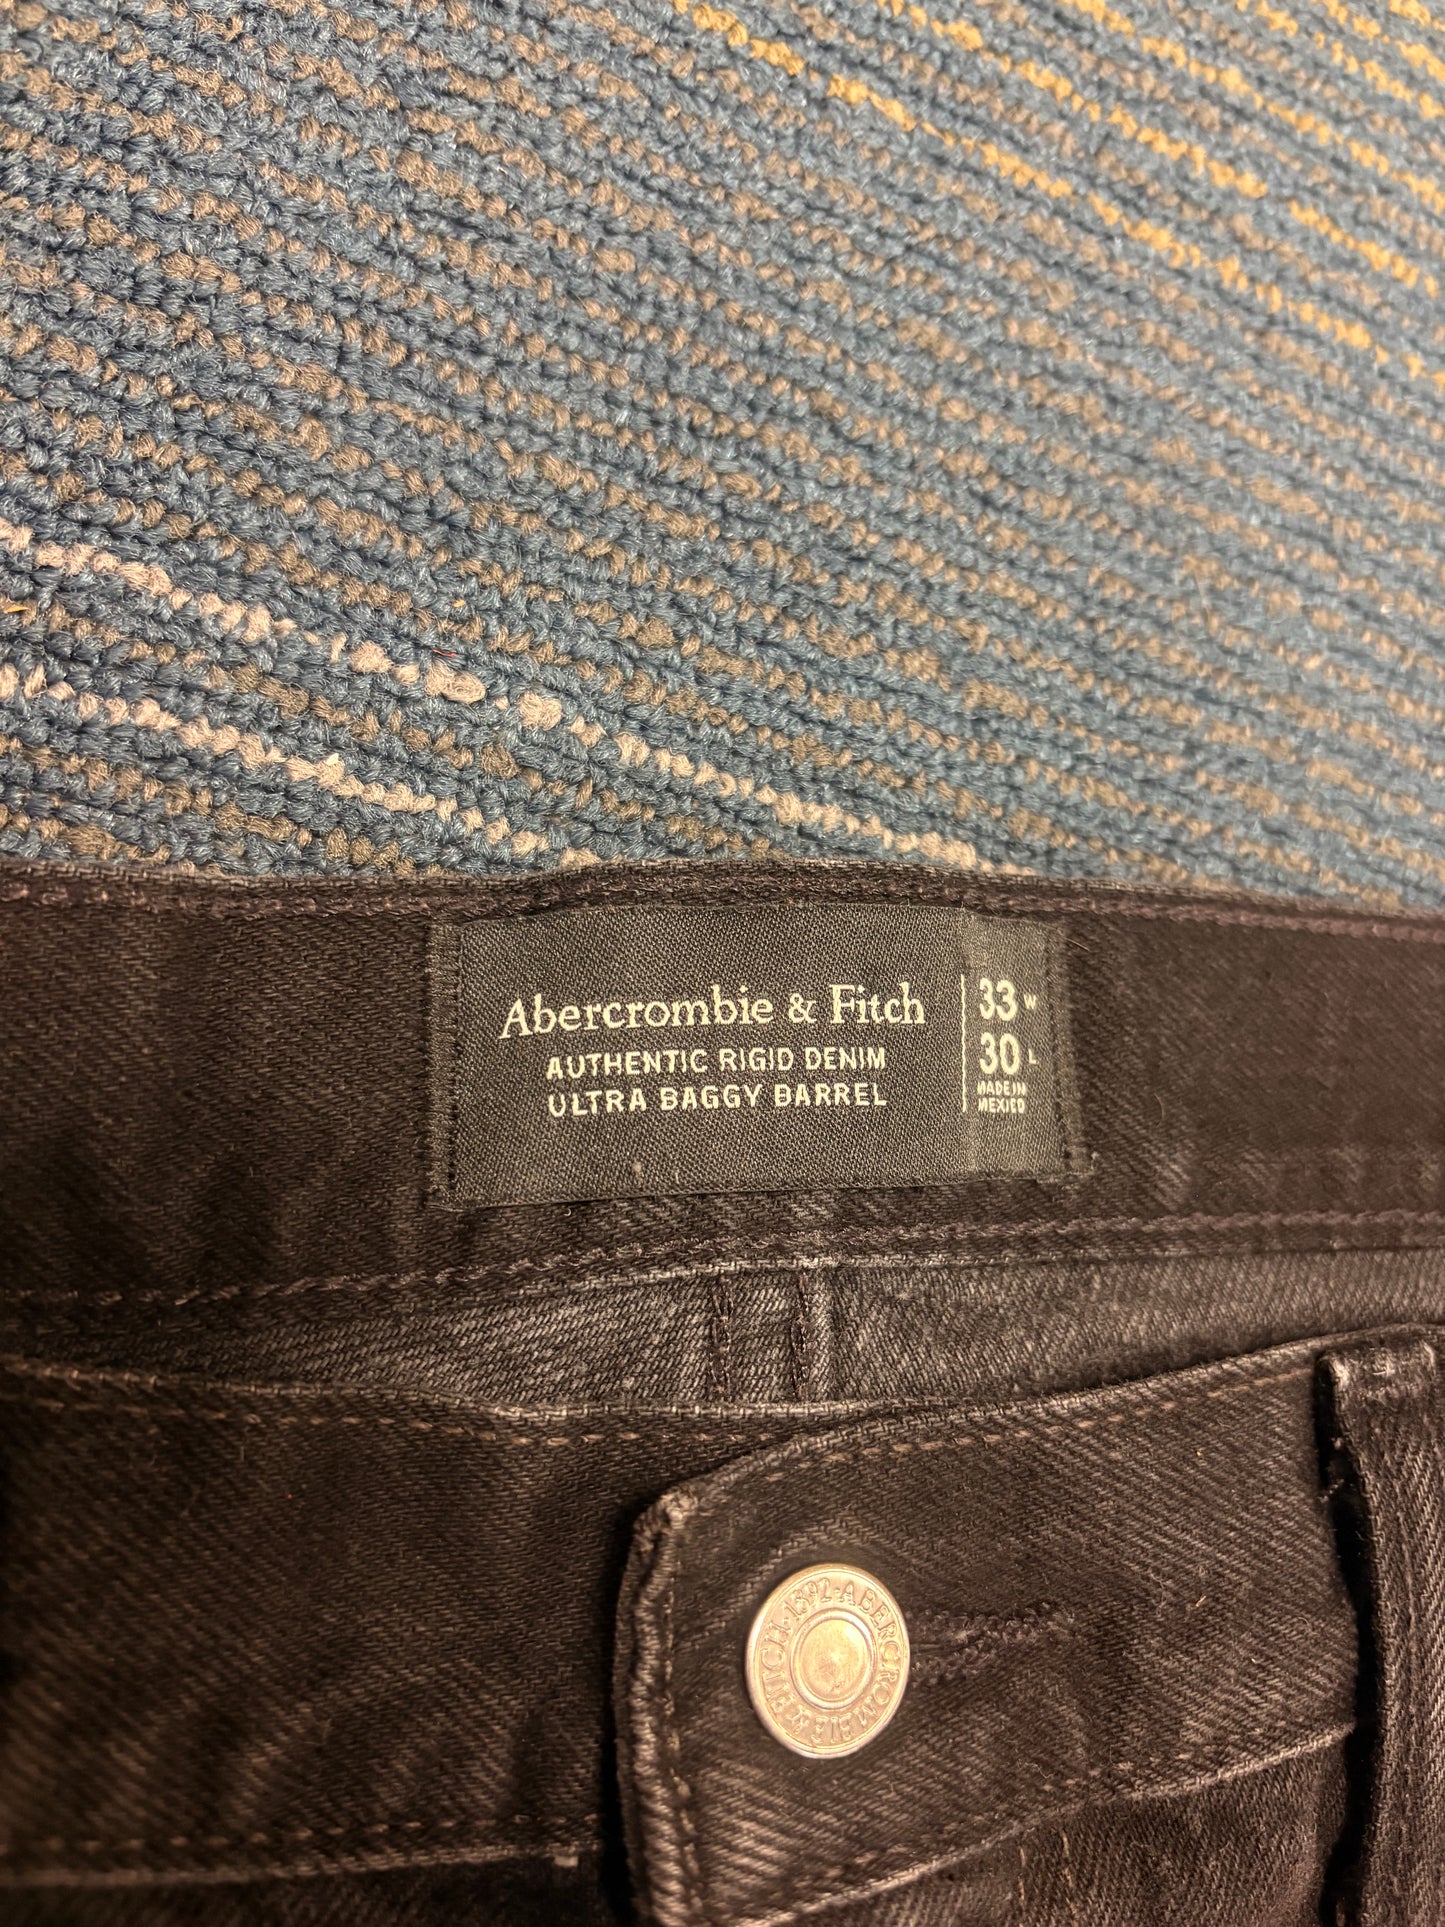 Abercrombie & Fitch
AUTHENTIC RIGID DENIM
ULTRA BAGGY BARREL
33 W
30 L
MADE IN
MEXICO
1892 · ABERCROMBIE & FITCH ·